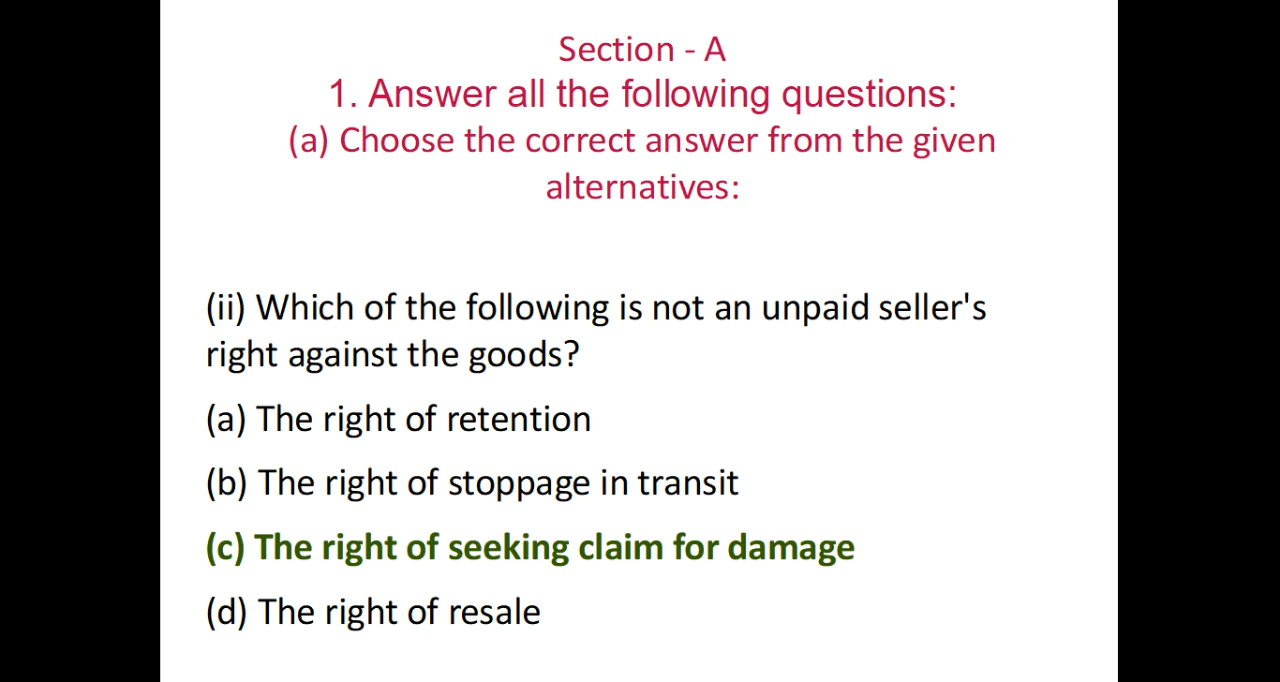 Section - A
1. Answer all the following questions:
(a) Choose the correct answer from the given
alternatives:
(ii) Which of the following is not an unpaid seller's
right against the goods?
(a) The right of retention
(b) The right of stoppage in transit
(c) The right of seeking claim for damage
(d) The right of resale